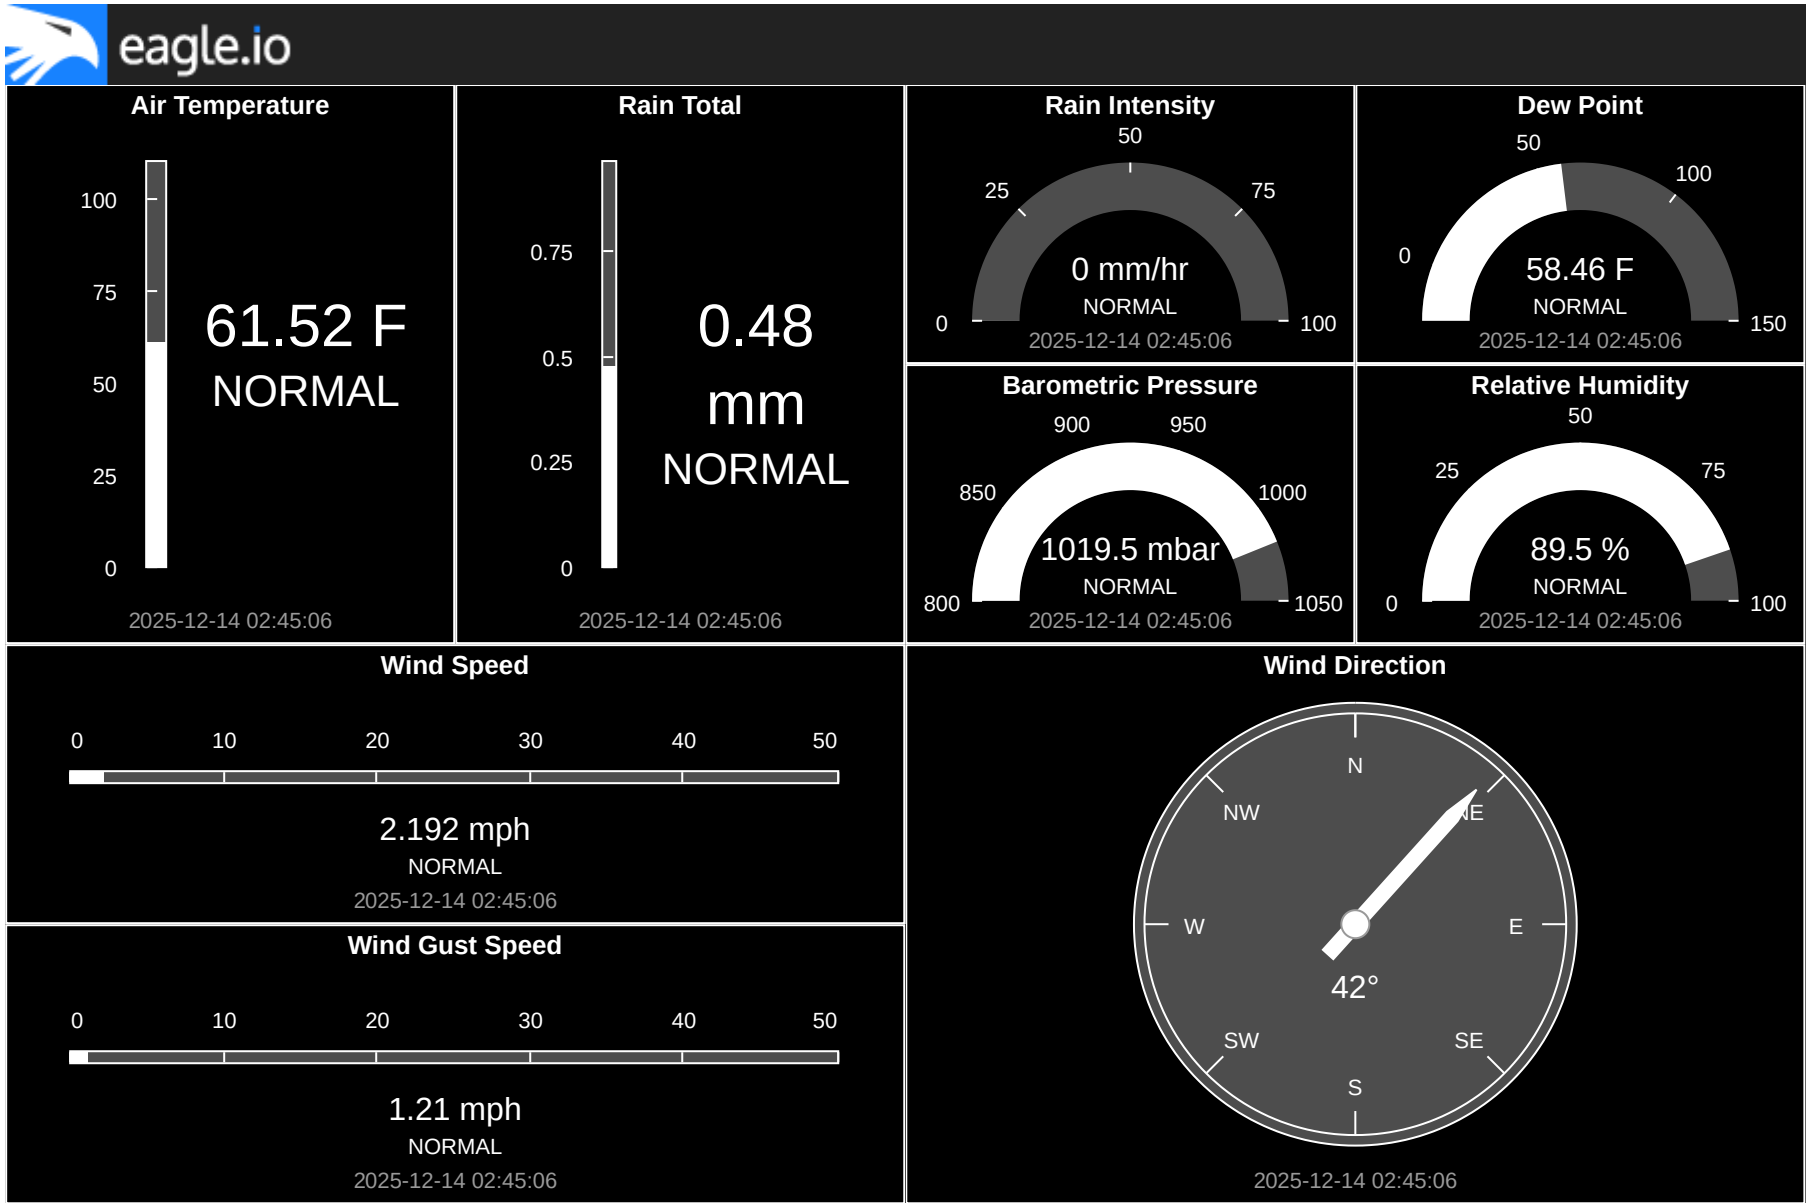 eagle.io
Air Temperature
100
75
50
25
0
61.52 F
NORMAL
2025-12-14 02:45:06
Rain Total
0.75
0.5
0.25
0
0.48
mm
NORMAL
2025-12-14 02:45:06
Rain Intensity
0
25
50
75
100
0 mm/hr
NORMAL
2025-12-14 02:45:06
Dew Point
0
50
100
150
58.46 F
NORMAL
2025-12-14 02:45:06
Barometric Pressure
800
850
900
950
1000
1050
1019.5 mbar
NORMAL
2025-12-14 02:45:06
Relative Humidity
0
25
50
75
100
89.5 %
NORMAL
2025-12-14 02:45:06
Wind Speed
0 10 20 30 40 50
2.192 mph
NORMAL
2025-12-14 02:45:06
Wind Gust Speed
0 10 20 30 40 50
1.21 mph
NORMAL
2025-12-14 02:45:06
Wind Direction
N
NW NE
W E
42°
SW SE
S
2025-12-14 02:45:06